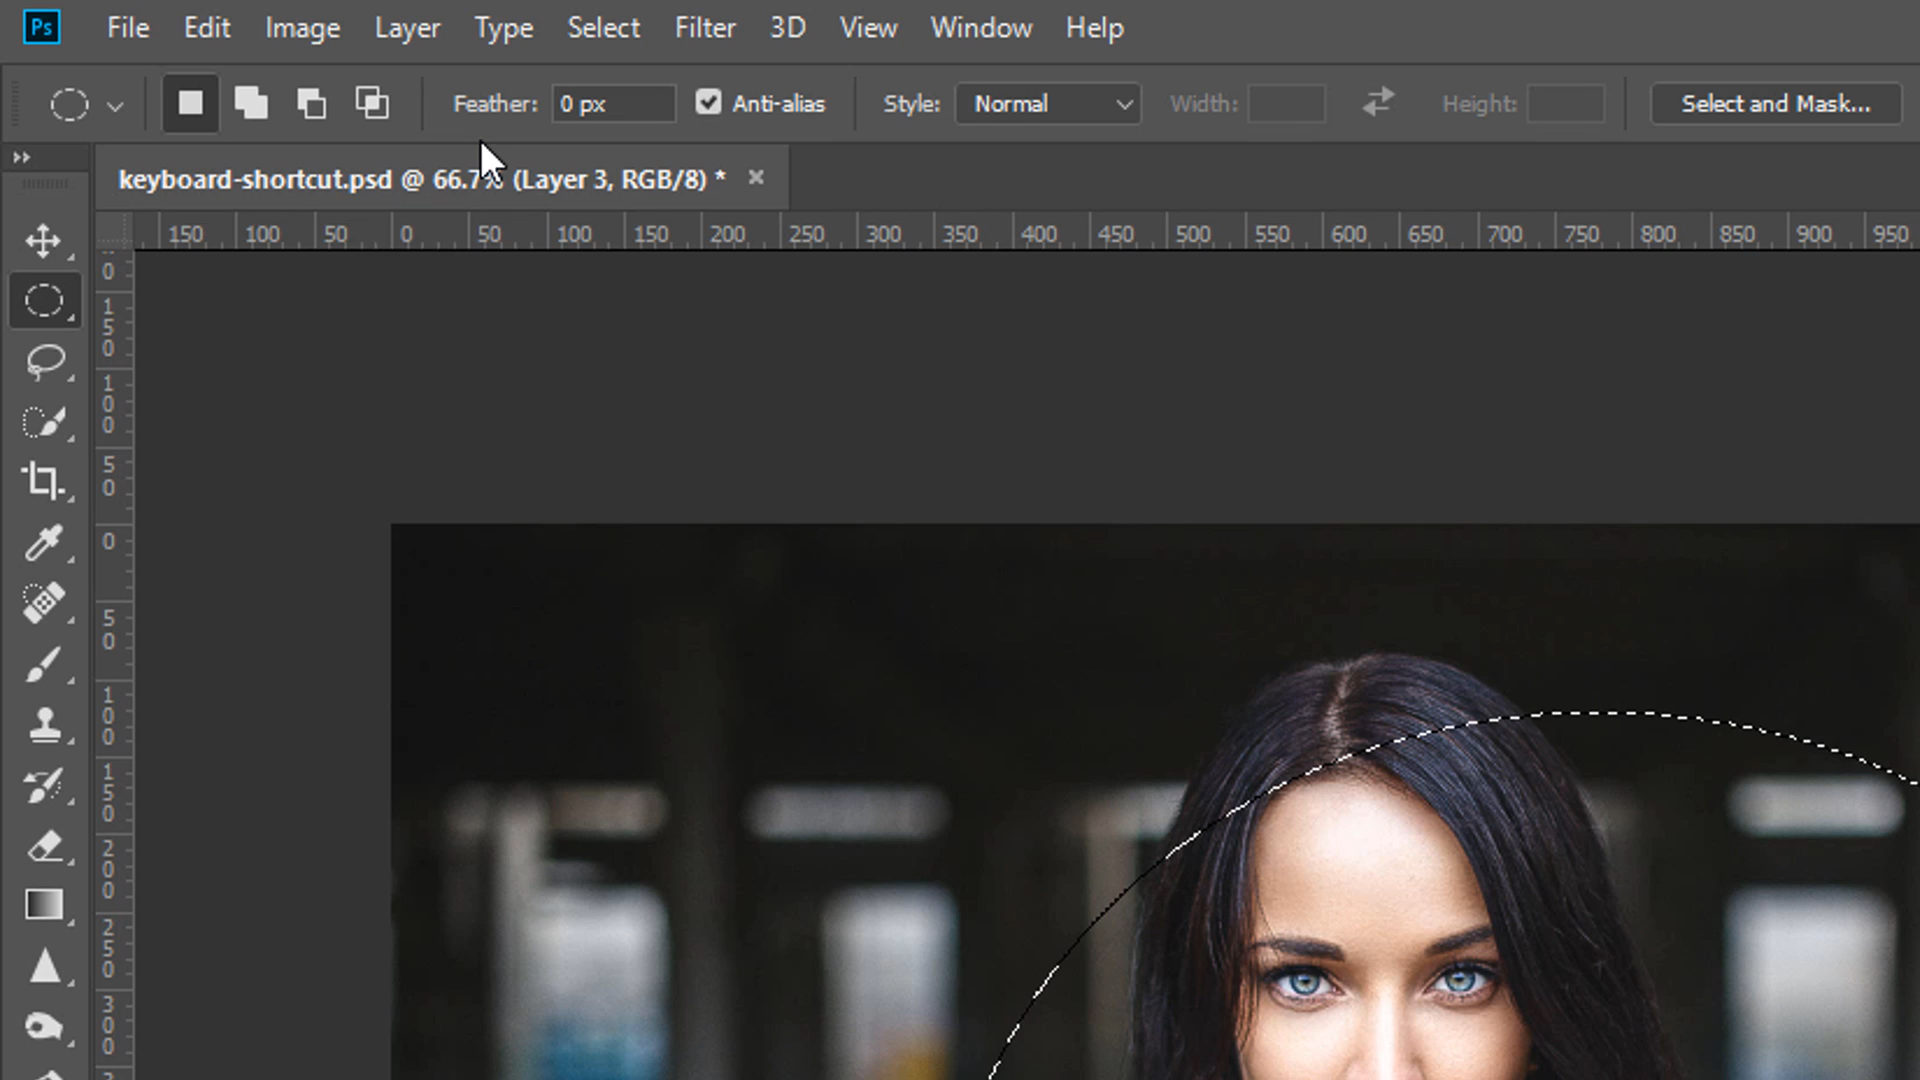 Ps File Edit Image Layer Type Select Filter 3D View Window Help
Feather: 0 px Anti-alias Style: Normal Width: Height: Select and Mask...
keyboard-shortcut.psd @ 66.7% (Layer 3, RGB/8) * ×
150 100 50 0 50 100 150 200 250 300 350 400 450 500 550 600 650 700 750 800 850 900 950
0
150
100
50
0
50
100
150
200
250
300